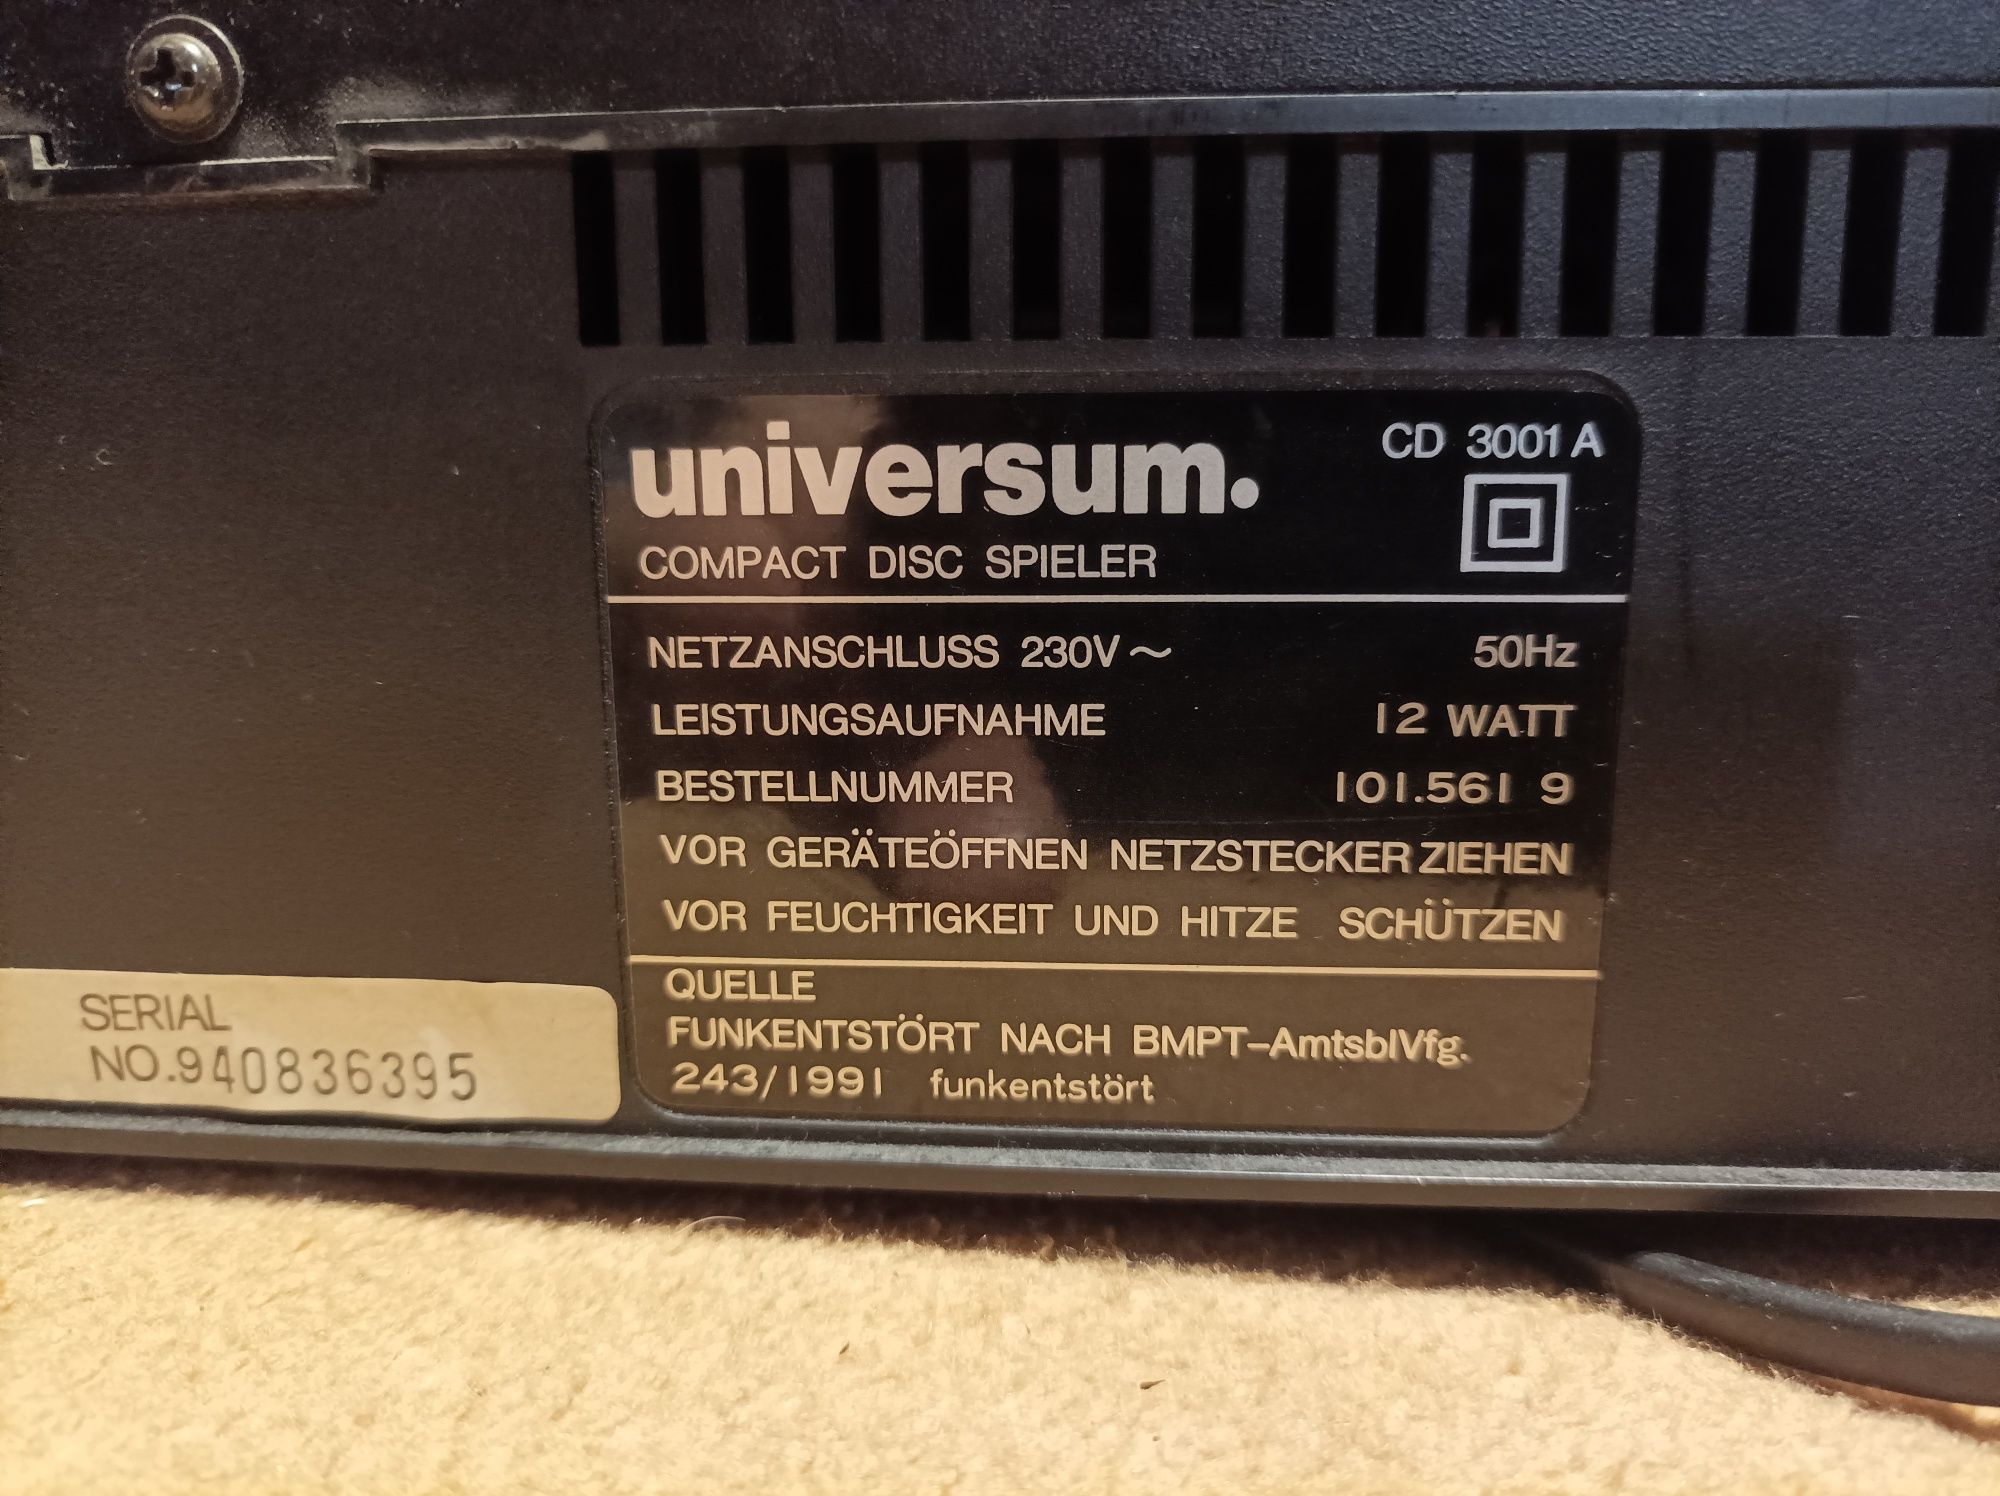 universum.
CD 3001 A
COMPACT DISC SPIELER
NETZANSCHLUSS 230V~ 50Hz
LEISTUNGSAUFNAHME 12 WATT
BESTELLNUMMER 101.561 9
VOR GERÄTEÖFFNEN NETZSTECKER ZIEHEN
VOR FEUCHTIGKEIT UND HITZE SCHÜTZEN
QUELLE
FUNKENTSTÖRT NACH BMPT-AmtsblVfg.
243/1991 funkentstört
SERIAL
NO.940836395